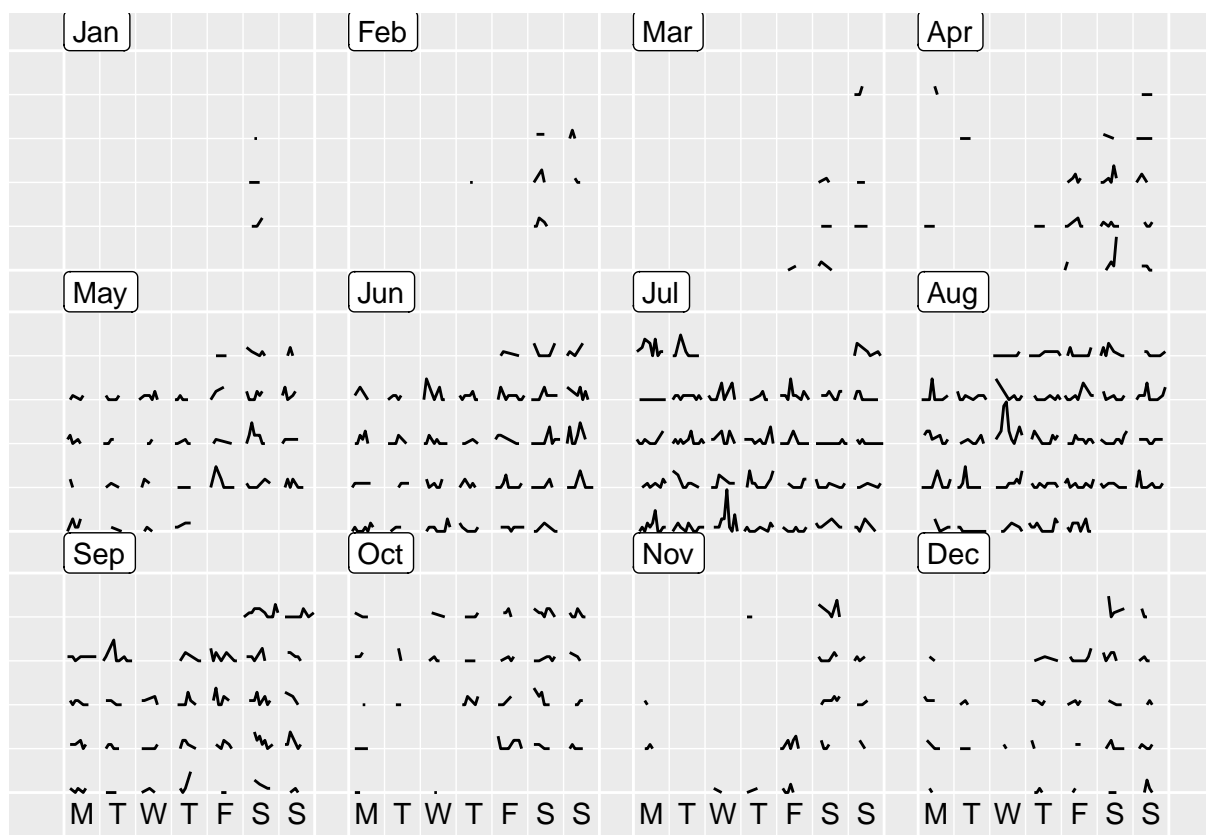 Jan Feb Mar Apr
May Jun Jul Aug
Sep Oct Nov Dec
M T W T F S S M T W T F S S M T W T F S S M T W T F S S